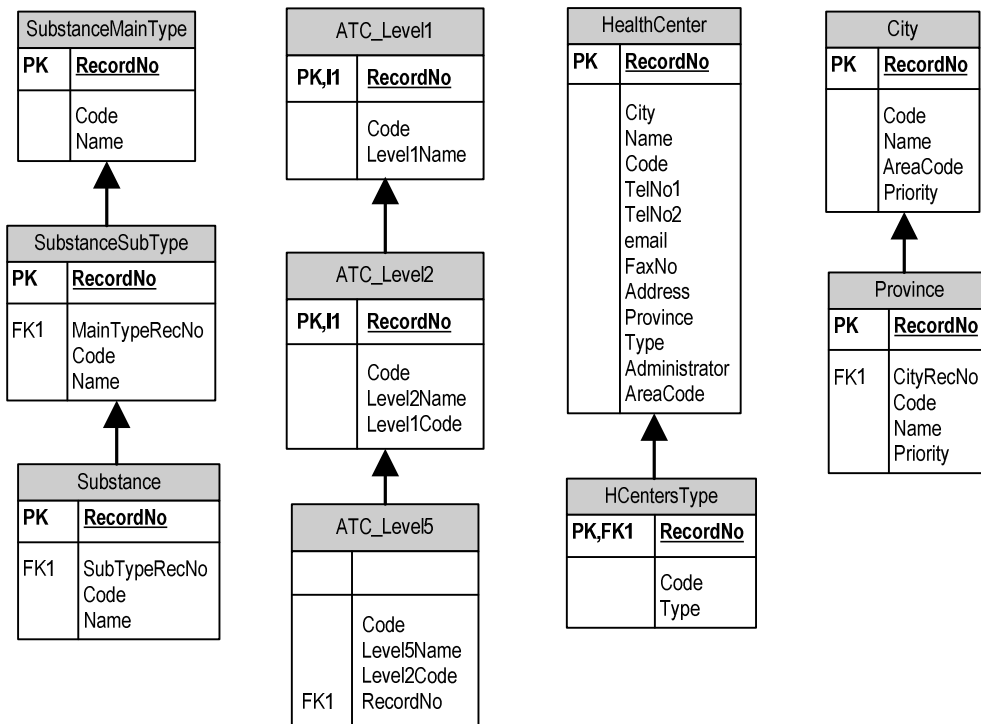 SubstanceMainType
PK RecordNo
Code
Name
SubstanceSubType
PK RecordNo
FK1 MainTypeRecNo
Code
Name
Substance
PK RecordNo
FK1 SubTypeRecNo
Code
Name
ATC_Level1
PK,I1 RecordNo
Code
Level1Name
ATC_Level2
PK,I1 RecordNo
Code
Level2Name
Level1Code
ATC_Level5
Code
Level5Name
Level2Code
FK1 RecordNo
HealthCenter
PK RecordNo
City
Name
Code
TelNo1
TelNo2
email
FaxNo
Address
Province
Type
Administrator
AreaCode
HCentersType
PK,FK1 RecordNo
Code
Type
City
PK RecordNo
Code
Name
AreaCode
Priority
Province
PK RecordNo
FK1 CityRecNo
Code
Name
Priority